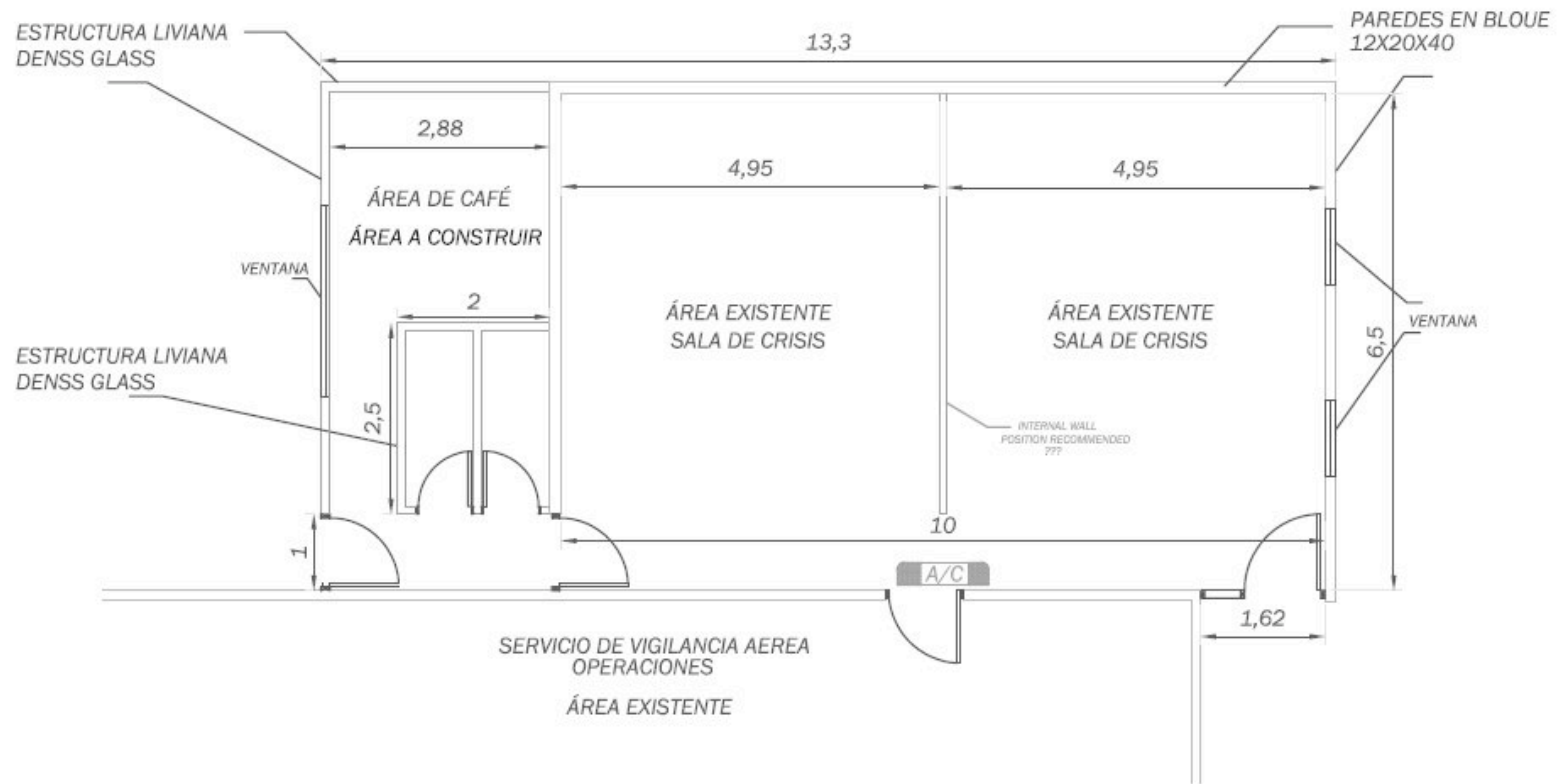 ESTRUCTURA LIVIANA
DENSS GLASS
13,3
PAREDES EN BLOUE
12X20X40
2,88
4,95
4,95
ÁREA DE CAFÉ
ÁREA A CONSTRUIR
VENTANA
2
ÁREA EXISTENTE
SALA DE CRISIS
ÁREA EXISTENTE
SALA DE CRISIS
6,5
VENTANA
ESTRUCTURA LIVIANA
DENSS GLASS
2,5
INTERNAL WALL
POSITION RECOMMENDED
???
1
10
A/C
1,62
SERVICIO DE VIGILANCIA AEREA
OPERACIONES
ÁREA EXISTENTE